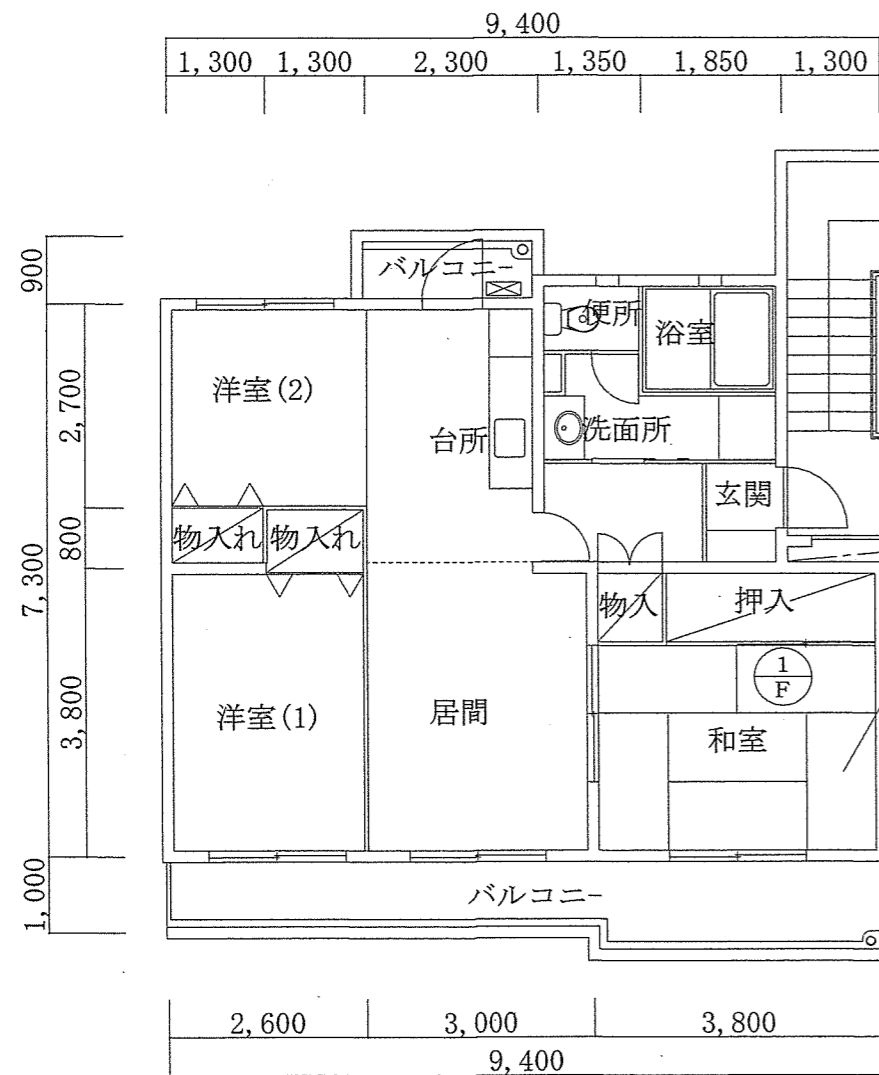 9,400
1,300 1,300 2,300 1,350 1,850 1,300
900
2,700
800
7,300
3,800
1,000
バルコニー
便所
浴室
洋室(2)
台所
洗面所
玄関
物入れ 物入れ
物入
押入
1
F
洋室(1)
居間
和室
バルコニー
2,600 3,000 3,800
9,400